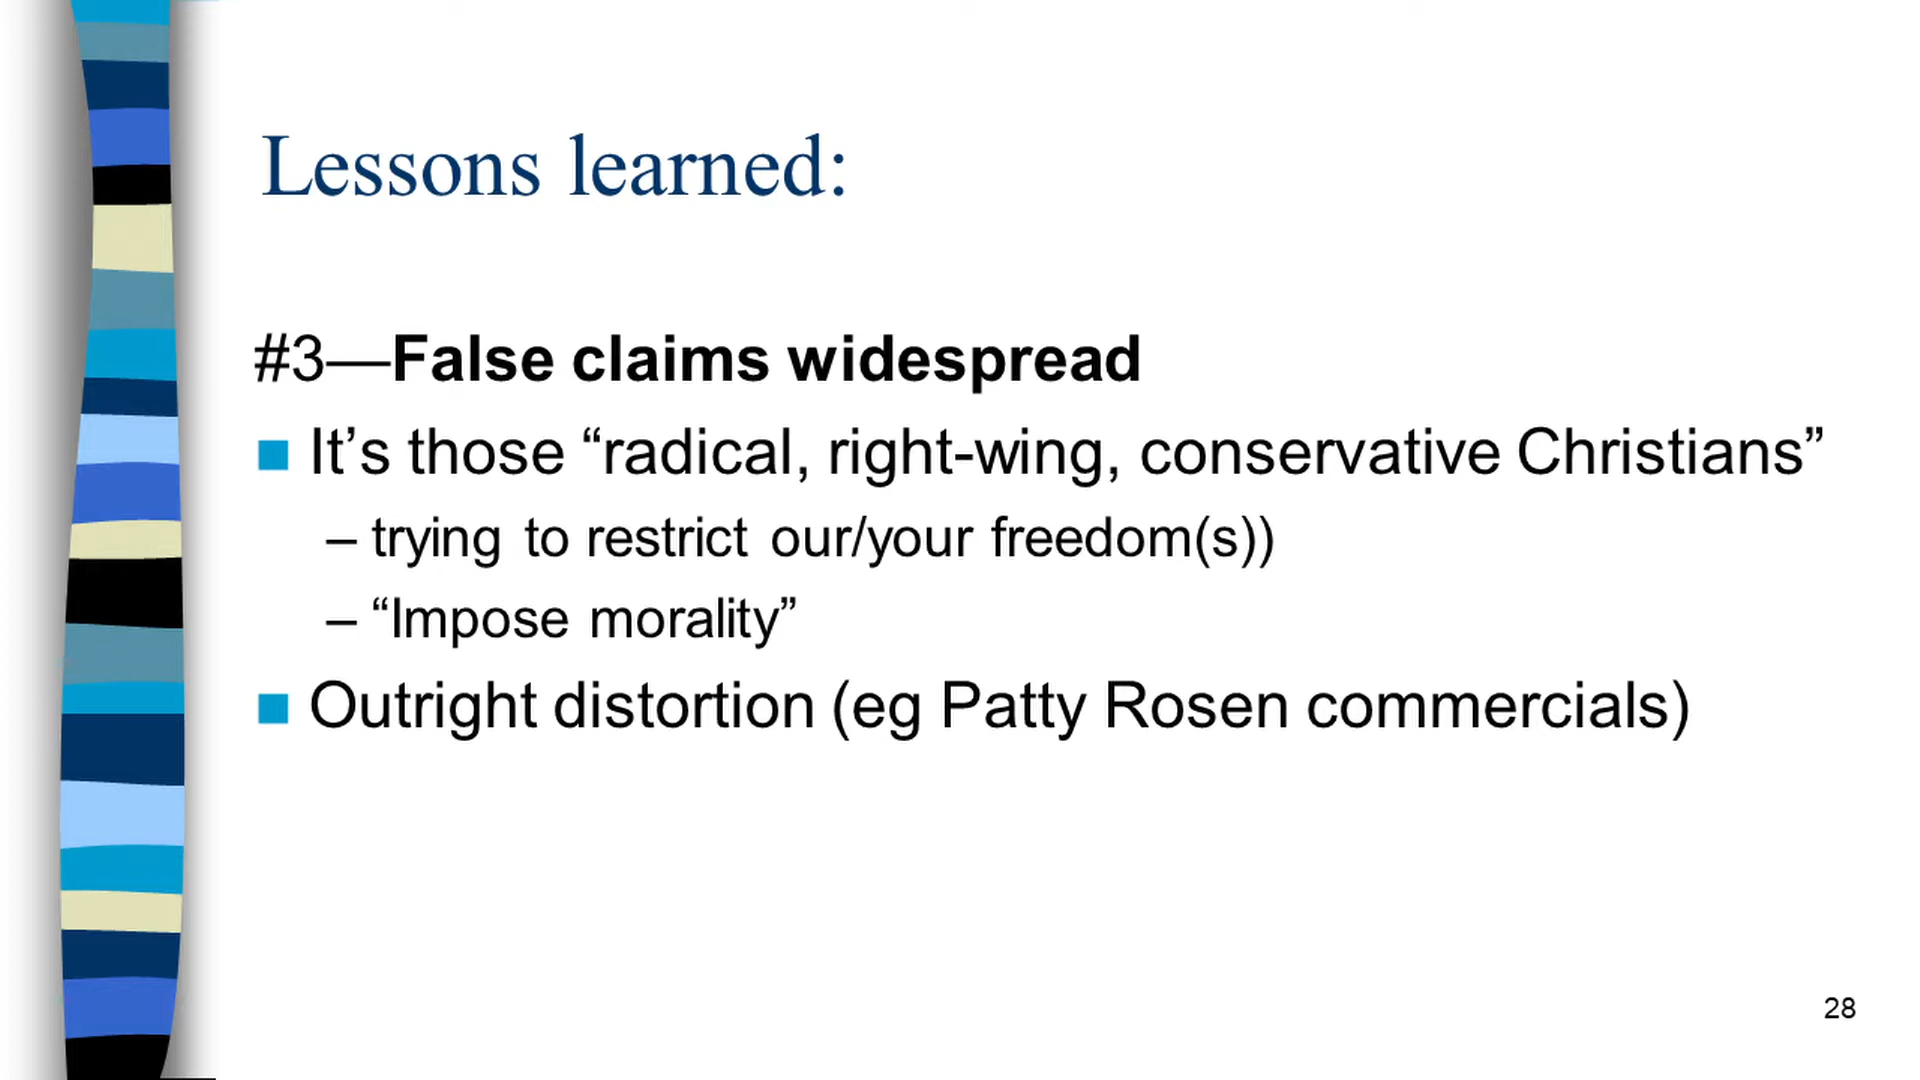 Lessons learned:
#3—False claims widespread
■ It’s those “radical, right-wing, conservative Christians”
– trying to restrict our/your freedom(s))
– “Impose morality”
■ Outright distortion (eg Patty Rosen commercials)
28